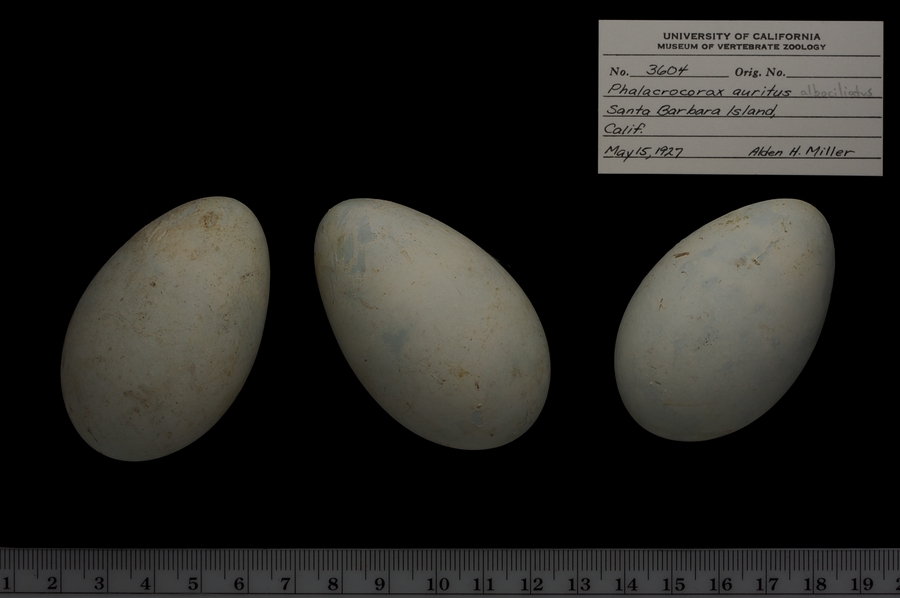 UNIVERSITY OF CALIFORNIA
MUSEUM OF VERTEBRATE ZOOLOGY
No. 3604 Orig. No.
Phalacrocorax auritus albociliatus
Santa Barbara Island,
Calif.
May 15, 1927 Alden H. Miller
1 2 3 4 5 6 7 8 9 10 11 12 13 14 15 16 17 18 19